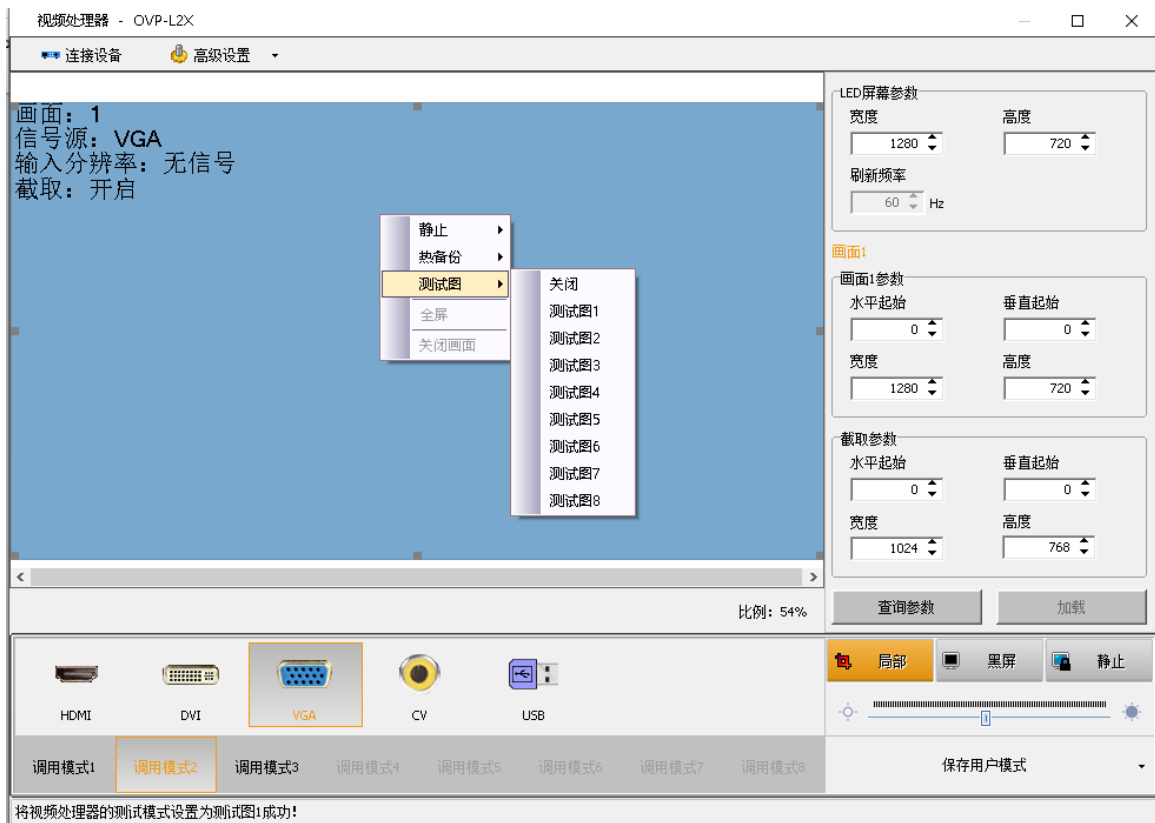 视频处理器 - OVP-L2X
连接设备 高级设置
画面：1
信号源：VGA
输入分辨率：无信号
截取：开启
静止
热备份
测试图
全屏
关闭画面
关闭
测试图1
测试图2
测试图3
测试图4
测试图5
测试图6
测试图7
测试图8
比例：54%
LED屏幕参数
宽度 高度
1280 720
刷新频率
60 Hz
画面1
画面1参数
水平起始 垂直起始
0 0
宽度 高度
1280 720
截取参数
水平起始 垂直起始
0 0
宽度 高度
1024 768
查询参数 加载
HDMI DVI VGA CV USB
局部 黑屏 静止
调用模式1 调用模式2 调用模式3 调用模式4 调用模式5 调用模式6 调用模式7 调用模式8
保存用户模式
将视频处理器的测试模式设置为测试图1成功!